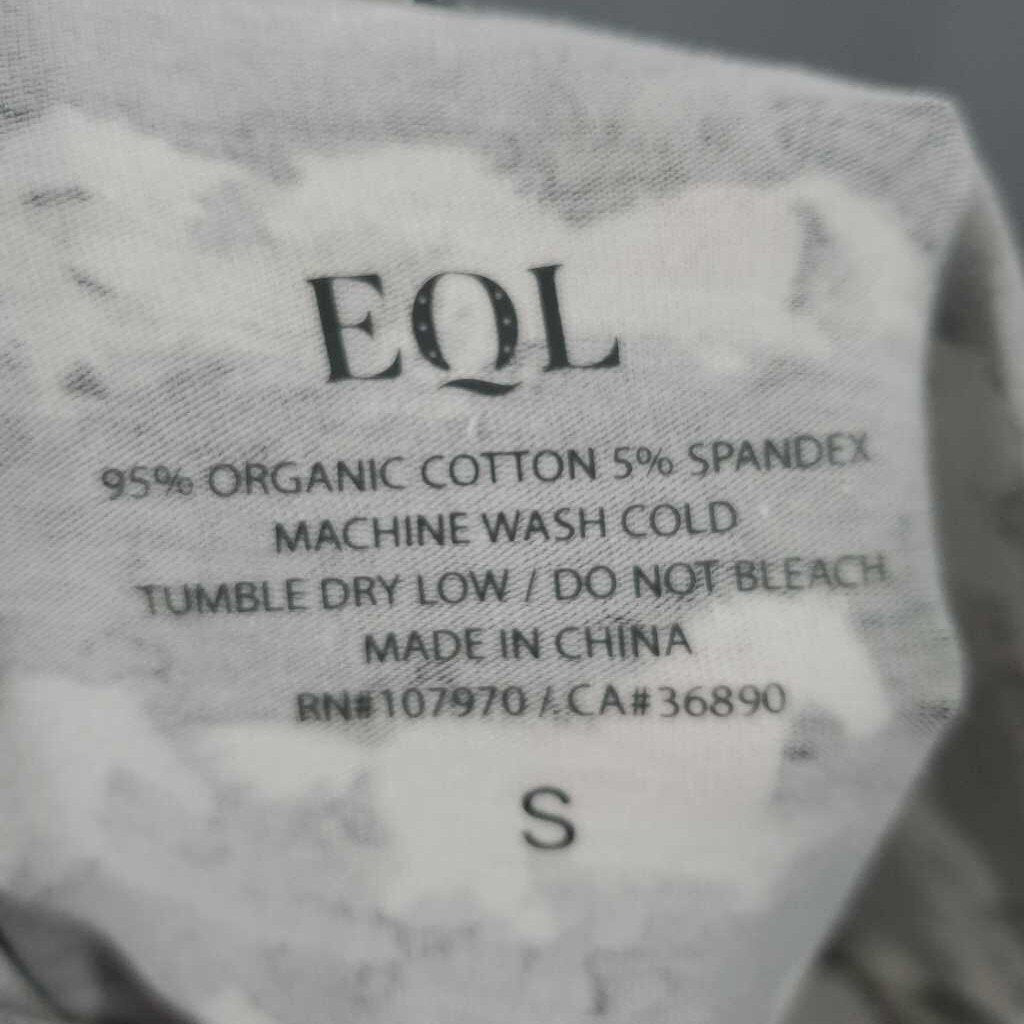 EQL
95% ORGANIC COTTON 5% SPANDEX
MACHINE WASH COLD
TUMBLE DRY LOW / DO NOT BLEACH
MADE IN CHINA
RN#107970 / CA#36890
S